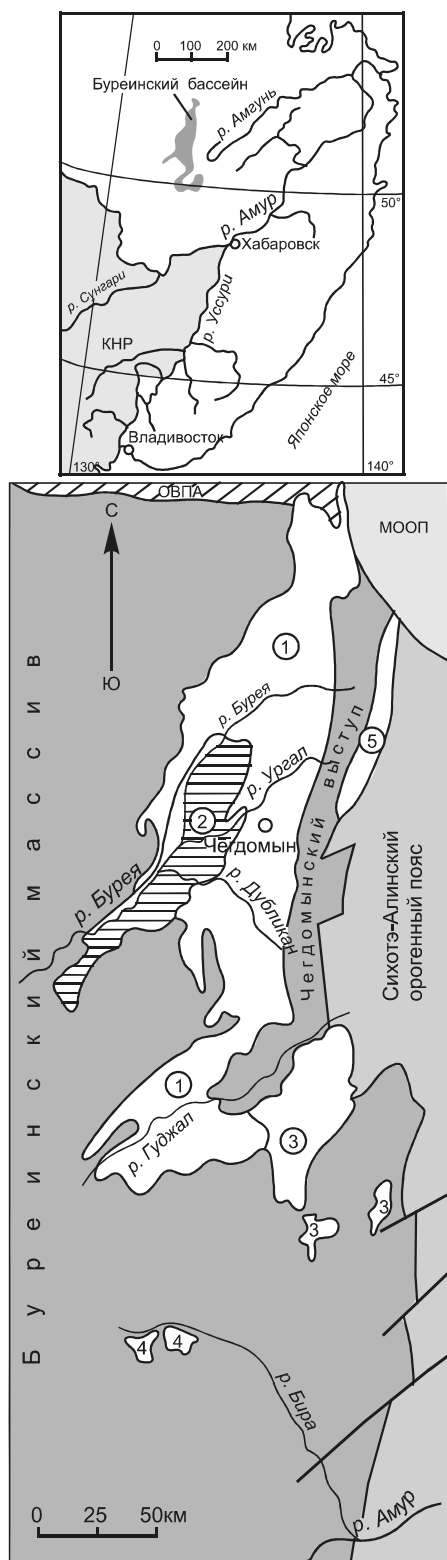 0 100 200 км
Буреинский бассейн
р. Амгунь
50°
р. Амур
Хабаровск
р. Сунгари
р. Уссури
КНР
45°
Японское море
Владивосток
130°
140°
ОВПА
МООП
С
Ю
1
р. Бурея
5
р. Ургал
2
Чегдомын
р. Бурея
р. Дубликан
Чегдомынский выступ
Сихотэ-Алинский
орогенный пояс
Буреинский массив
1
р. Гуджал
3
3
3
4
4
р. Бира
0 25 50км
р. Амур